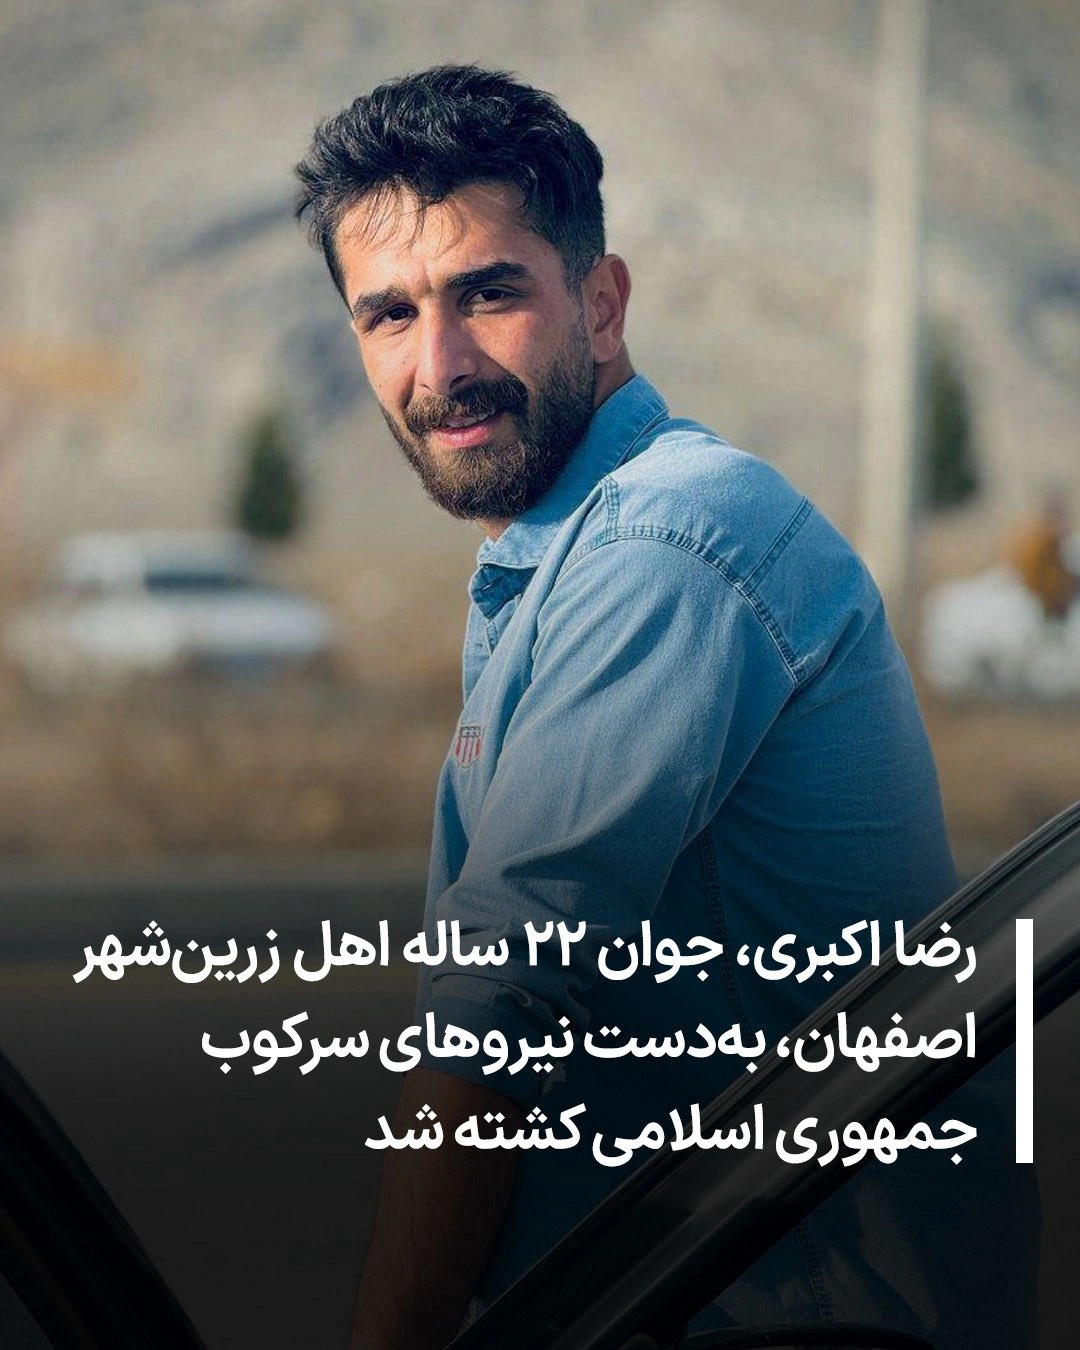 رضا اکبری، جوان ۲۲ ساله اهل زرین‌شهر
اصفهان، به‌دست نیروهای سرکوب
جمهوری اسلامی کشته شد